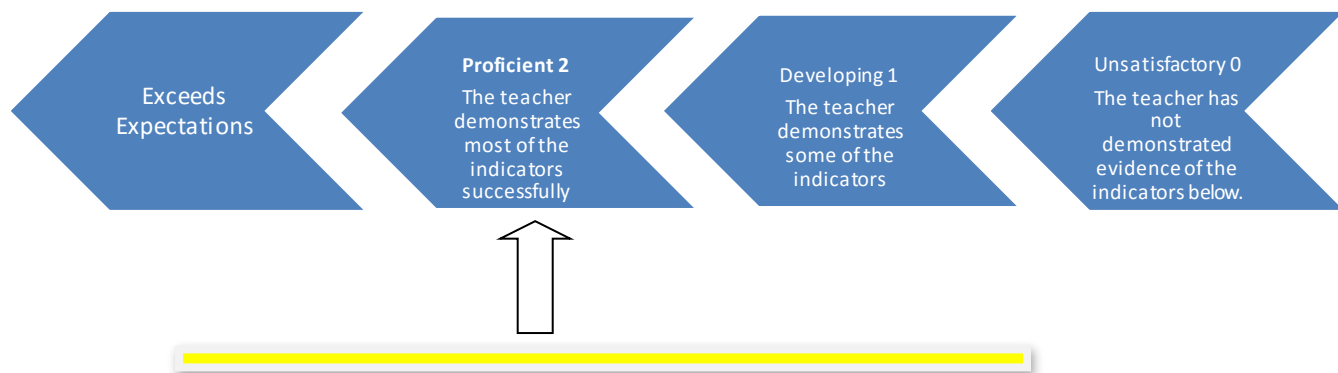 Exceeds
Expectations
Proficient 2
The teacher
demonstrates
most of the
indicators
successfully
Developing 1
The teacher
demonstrates
some of the
indicators
Unsatisfactory 0
The teacher has
not
demonstrated
evidence of the
indicators below.